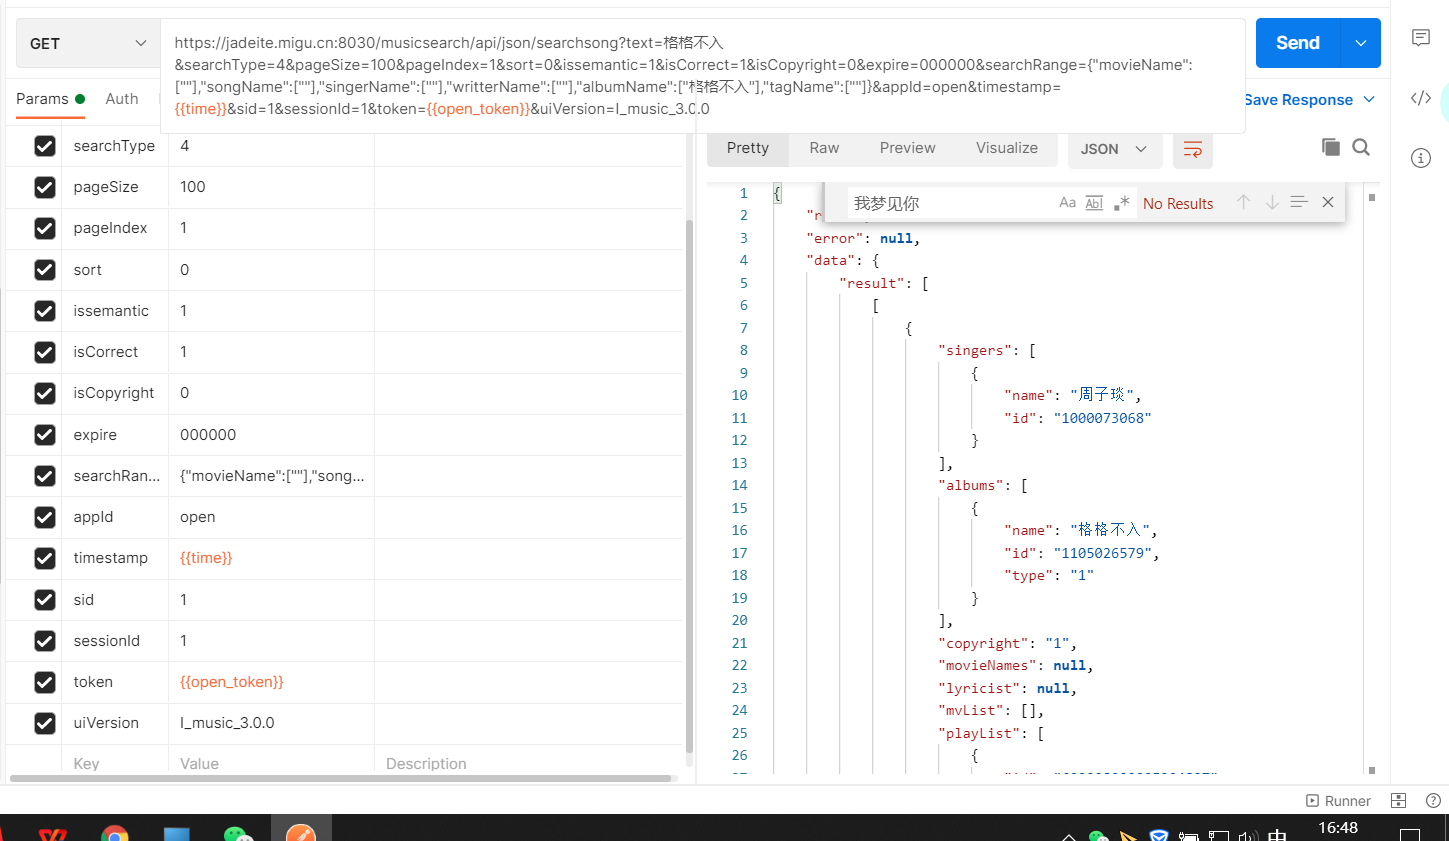 GET
https://jadeite.migu.cn:8030/musicsearch/api/json/searchsong?text=格格不入
&searchType=4&pageSize=100&pageIndex=1&sort=0&issemantic=1&isCorrect=1&isCopyright=0&expire=000000&searchRange={"movieName":
[""],"songName":[""],"singerName":[""],"writterName":[""],"albumName":["格格不入"],"tagName":[""]}&appId=open&timestamp=
{{time}}&sid=1&sessionId=1&token={{open_token}}&uiVersion=I_music_3.0.0
Send
Params Auth
Save Response
searchType 4
pageSize 100
pageIndex 1
sort 0
issemantic 1
isCorrect 1
isCopyright 0
expire 000000
searchRan... {"movieName":[""],"song...
appId open
timestamp {{time}}
sid 1
sessionId 1
token {{open_token}}
uiVersion I_music_3.0.0
Key Value Description
Pretty Raw Preview Visualize JSON
我梦见你 Aa Abl .* No Results
1 {
2 "r
3 "error": null,
4 "data": {
5 "result": [
6 [
7 {
8 "singers": [
9 {
10 "name": "周子琰",
11 "id": "1000073068"
12 }
13 ],
14 "albums": [
15 {
16 "name": "格格不入",
17 "id": "1105026579",
18 "type": "1"
19 }
20 ],
21 "copyright": "1",
22 "movieNames": null,
23 "lyricist": null,
24 "mvList": [],
25 "playList": [
26 {
Runner
中
16:48